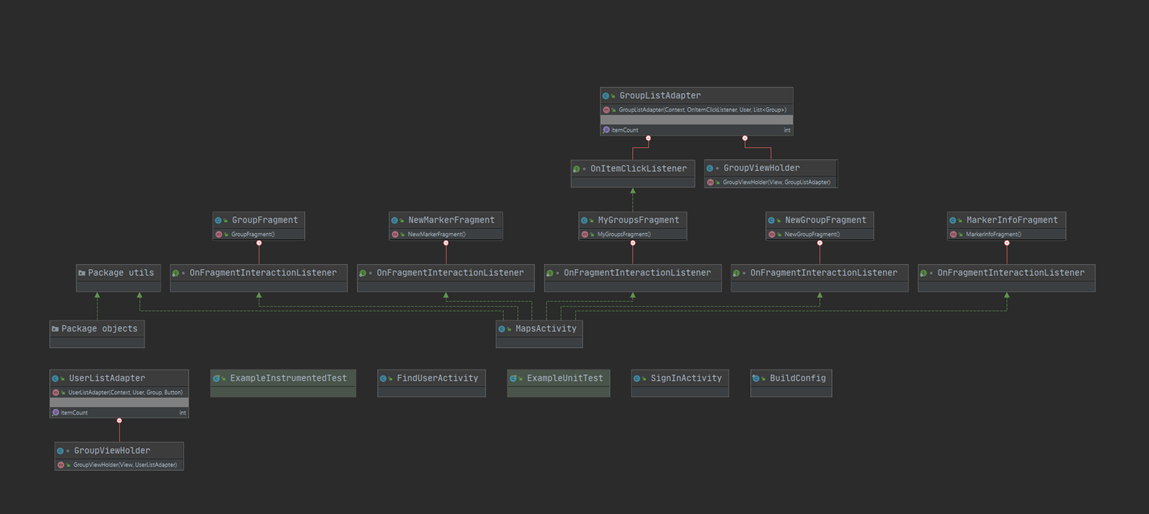 GroupListAdapter
GroupListAdapter(Context, OnItemClickListener, User, List<Group>)
ItemCount int
OnItemClickListener
GroupViewHolder
GroupViewHolder(View, GroupListAdapter)
GroupFragment
GroupFragment()
NewMarkerFragment
NewMarkerFragment()
MyGroupsFragment
MyGroupsFragment()
NewGroupFragment
NewGroupFragment()
MarkerInfoFragment
MarkerInfoFragment()
Package utils
OnFragmentInteractionListener
OnFragmentInteractionListener
OnFragmentInteractionListener
OnFragmentInteractionListener
OnFragmentInteractionListener
Package objects
MapsActivity
UserListAdapter
UserListAdapter(Context, User, Group, Button)
ItemCount int
ExampleInstrumentedTest
FindUserActivity
ExampleUnitTest
SignInActivity
BuildConfig
GroupViewHolder
GroupViewHolder(View, UserListAdapter)